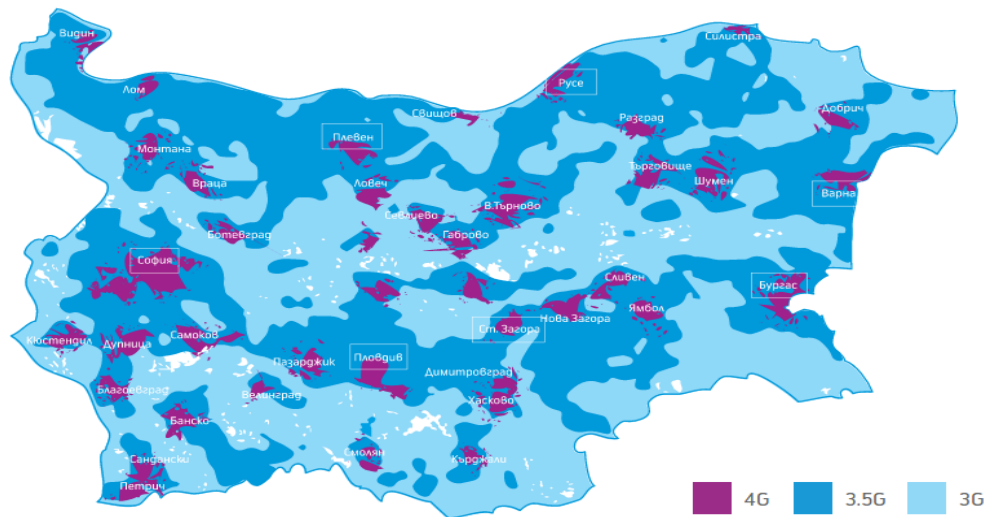 Видин
Силистра
Лом
Русе
Свищов
Добрич
Разград
Плевен
Монтана
Търговище
Шумен
Враца
Ловеч
Варна
В.Търново
Севлиево
Ботевград
Габрово
София
Сливен
Бургас
Ямбол
Нова Загора
Ст. Загора
Кюстендил
Дупница
Самоков
Пазарджик
Пловдив
Димитровград
Благоевград
Велинград
Хасково
Банско
Смолян
Кърджали
Сандански
Петрич
4G
3.5G
3G